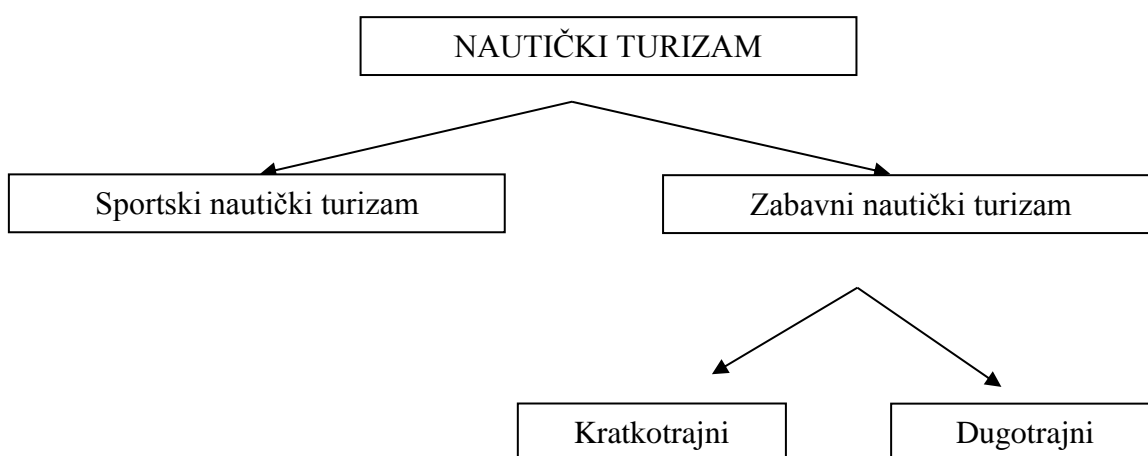 NAUTIČKI TURIZAM
Sportski nautički turizam
Zabavni nautički turizam
Kratkotrajni
Dugotrajni